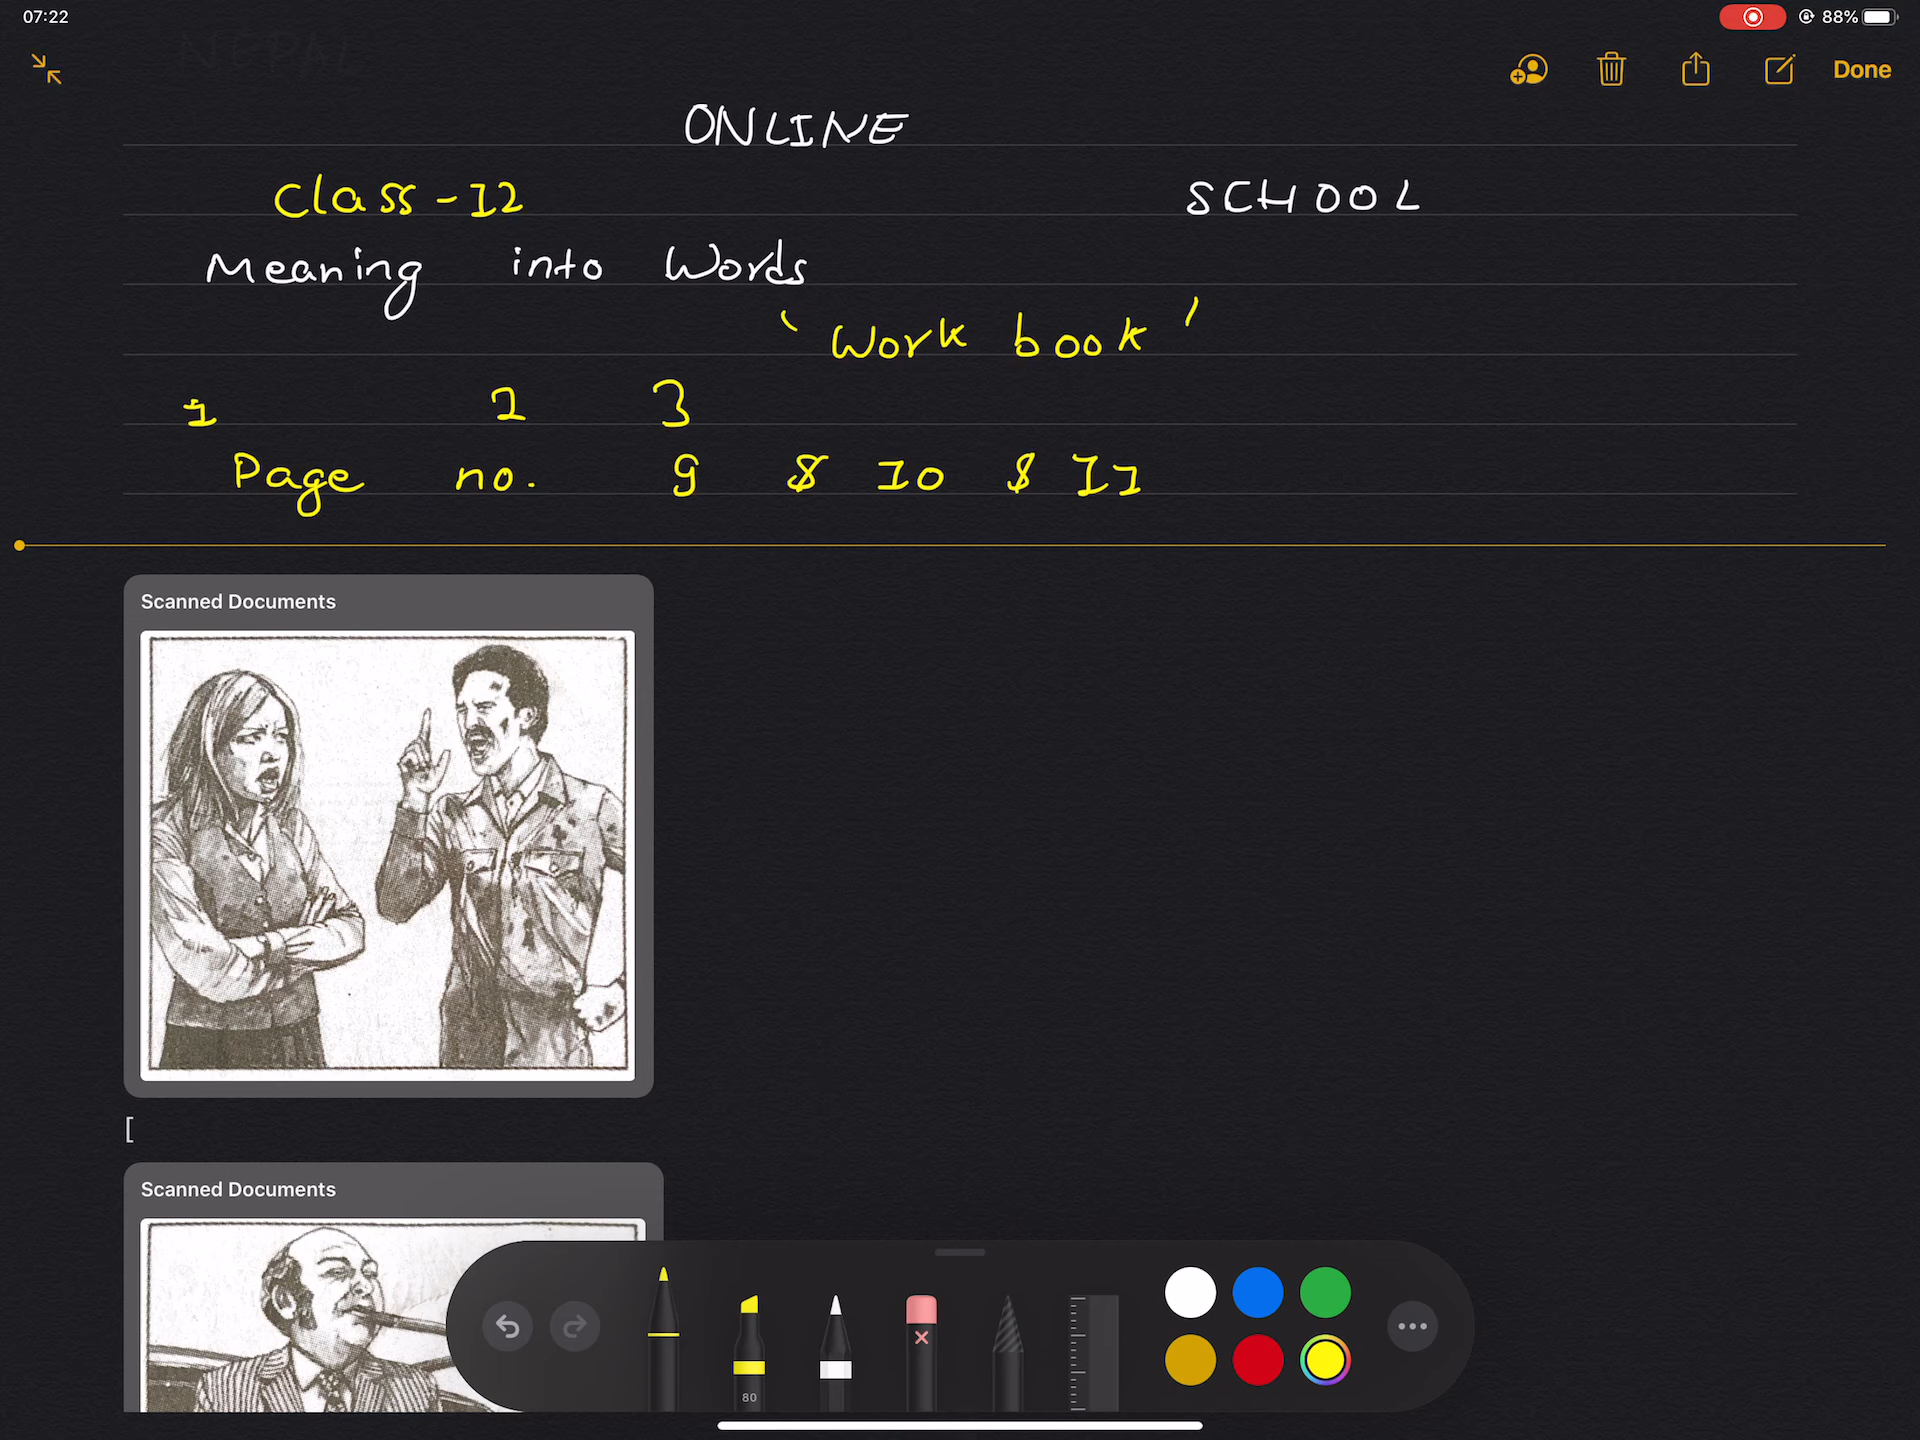 07:22 88%
NEPAL
Done
ONLINE
Class-12 SCHOOL
Meaning into Words
'Work book'
1 2 3
Page no. 9 $ 10 $ 11
Scanned Documents
[
Scanned Documents
80